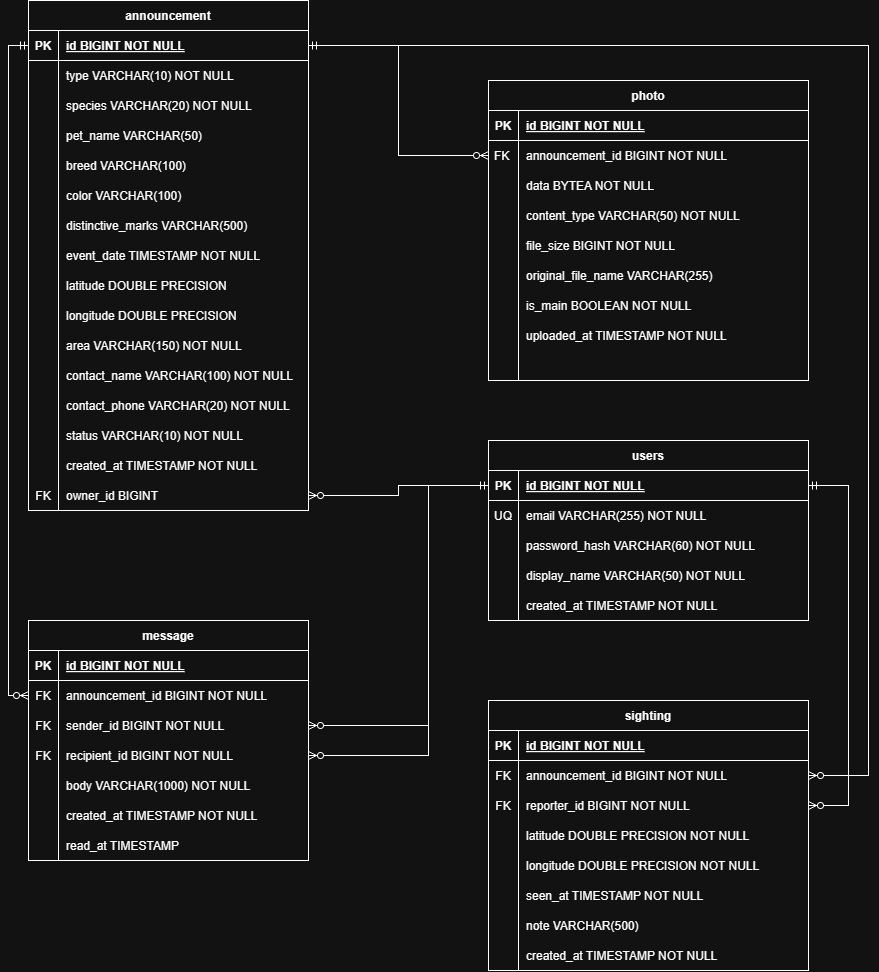 announcement
PK id BIGINT NOT NULL
type VARCHAR(10) NOT NULL
species VARCHAR(20) NOT NULL
pet_name VARCHAR(50)
breed VARCHAR(100)
color VARCHAR(100)
distinctive_marks VARCHAR(500)
event_date TIMESTAMP NOT NULL
latitude DOUBLE PRECISION
longitude DOUBLE PRECISION
area VARCHAR(150) NOT NULL
contact_name VARCHAR(100) NOT NULL
contact_phone VARCHAR(20) NOT NULL
status VARCHAR(10) NOT NULL
created_at TIMESTAMP NOT NULL
FK owner_id BIGINT
photo
PK id BIGINT NOT NULL
FK announcement_id BIGINT NOT NULL
data BYTEA NOT NULL
content_type VARCHAR(50) NOT NULL
file_size BIGINT NOT NULL
original_file_name VARCHAR(255)
is_main BOOLEAN NOT NULL
uploaded_at TIMESTAMP NOT NULL
users
PK id BIGINT NOT NULL
UQ email VARCHAR(255) NOT NULL
password_hash VARCHAR(60) NOT NULL
display_name VARCHAR(50) NOT NULL
created_at TIMESTAMP NOT NULL
message
PK id BIGINT NOT NULL
FK announcement_id BIGINT NOT NULL
FK sender_id BIGINT NOT NULL
FK recipient_id BIGINT NOT NULL
body VARCHAR(1000) NOT NULL
created_at TIMESTAMP NOT NULL
read_at TIMESTAMP
sighting
PK id BIGINT NOT NULL
FK announcement_id BIGINT NOT NULL
FK reporter_id BIGINT NOT NULL
latitude DOUBLE PRECISION NOT NULL
longitude DOUBLE PRECISION NOT NULL
seen_at TIMESTAMP NOT NULL
note VARCHAR(500)
created_at TIMESTAMP NOT NULL